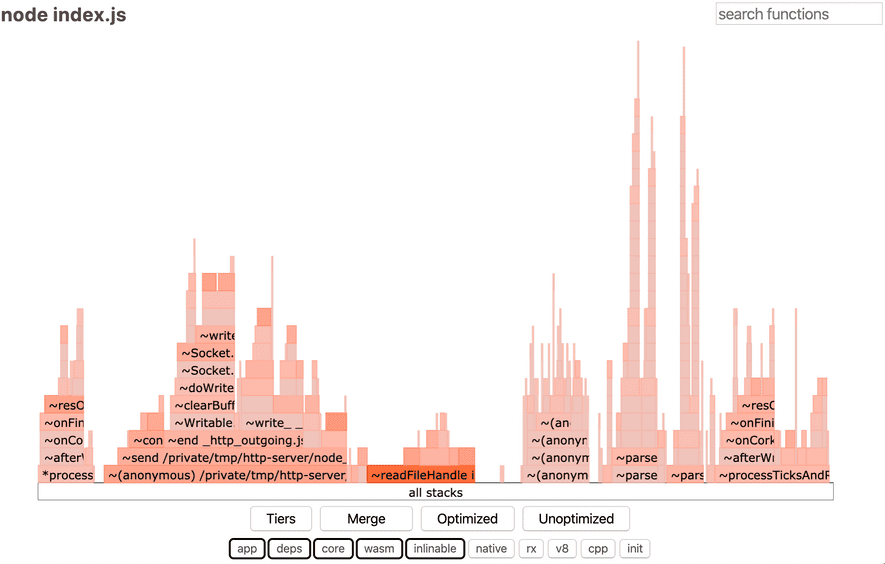 node index.js
search functions
~write
~Socket.
~Socket.
~doWrite
~resO ~clearBuff ~resO
~onFin ~Writable. ~write_ _ ~(an ~onFini
~onCo ~con ~end _http_outgoing.js ~(anonyn ~onCork
~after\ ~send /private/tmp/http-server/node_ ~(anonym ~parse ~afterWr
*process ~(anonymous) /private/tmp/http-server, ~readFileHandle i ~(anonym ~parse ~pars ~processTicksAndF
all stacks
Tiers Merge Optimized Unoptimized
app deps core wasm inlinable native rx v8 cpp init